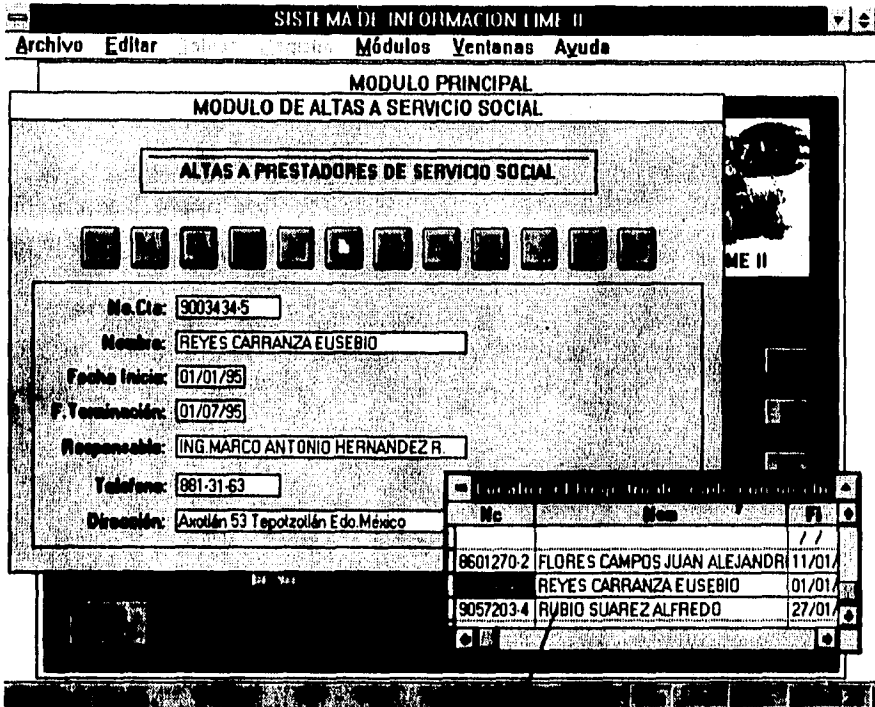 SISTEMA DE INFORMACION LIME II
Archivo Editar Módulos Ventanas Ayuda
MODULO PRINCIPAL
MODULO DE ALTAS A SERVICIO SOCIAL
ALTAS A PRESTADORES DE SERVICIO SOCIAL
ME II
No.Cta: 9003434-5
Nombre: REYES CARRANZA EUSEBIO
Fecha Inicio: 01/01/95
F.Terminación: 01/07/95
Responsable: ING.MARCO ANTONIO HERNANDEZ R.
Telefono: 881-31-63
Dirección: Axotlán 53 Tepotzotlán Edo.México
Nc Nom FI
/ /
8601270-2 FLORES CAMPOS JUAN ALEJANDR 11/01/
REYES CARRANZA EUSEBIO 01/01/
9057203-4 RUBIO SUAREZ ALFREDO 27/01/